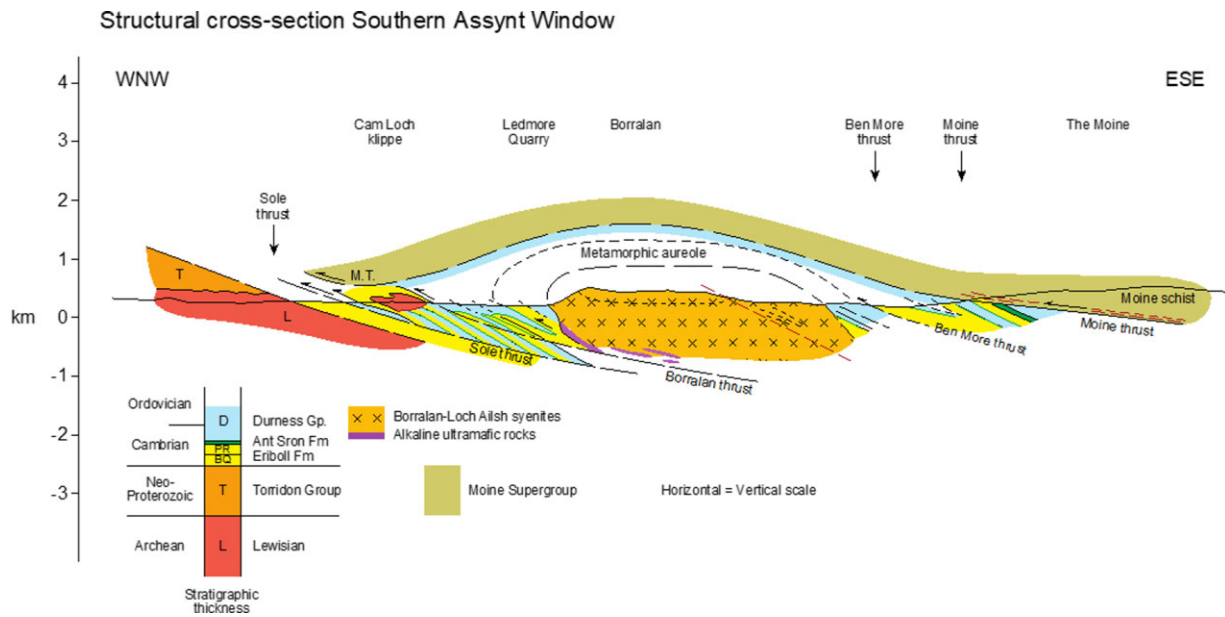 Structural cross-section Southern Assynt Window
WNW
ESE
4
3
2
1
0
-1
-2
-3
km
Cam Loch
klippe
Ledmore
Quarry
Borralan
Ben More
thrust
Moine
thrust
The Moine
Sole
thrust
T
M.T.
Metamorphic aureole
L
Sole thrust
Borralan thrust
Ben More thrust
Moine schist
Moine thrust
Ordovician
D
Durness Gp.
Cambrian
PR
Ant Sron Fm
BQ
Eriboll Fm
Neo-
Proterozoic
T
Torridon Group
Archean
L
Lewisian
Stratigraphic
thickness
Borralan-Loch Ailsh syenites
Alkaline ultramafic rocks
Moine Supergroup
Horizontal = Vertical scale